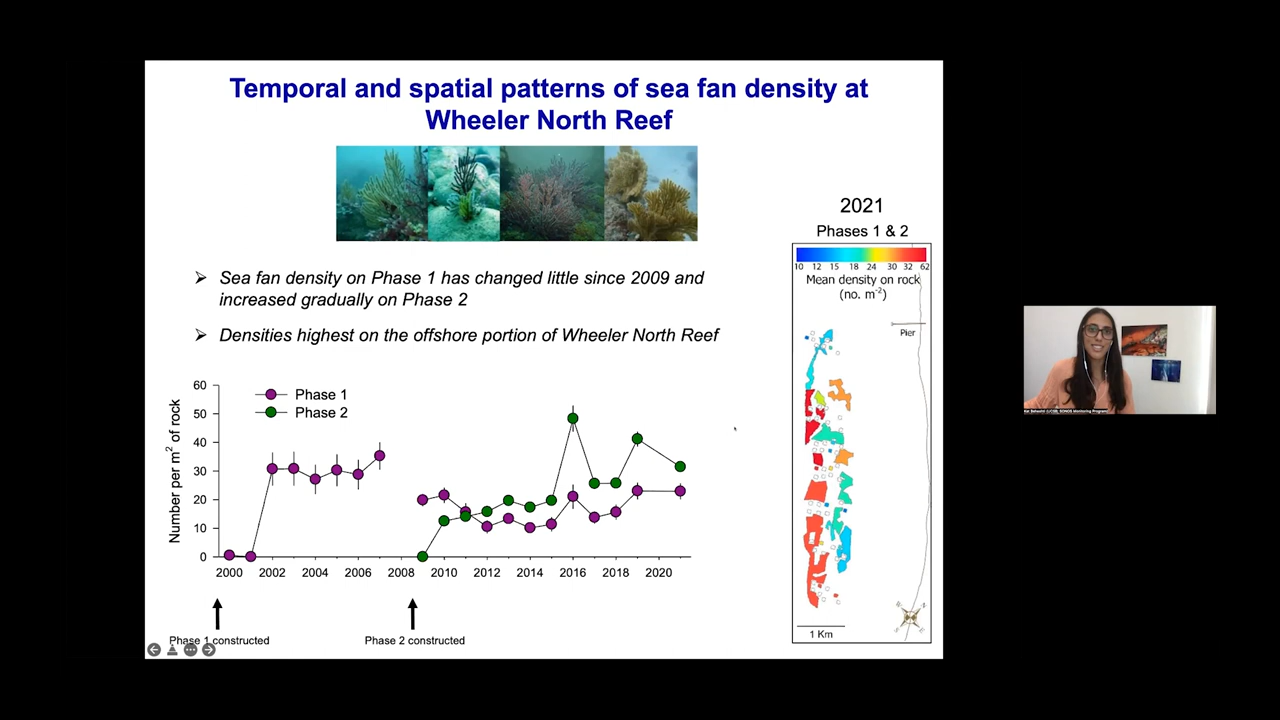 Temporal and spatial patterns of sea fan density at
Wheeler North Reef
➢ Sea fan density on Phase 1 has changed little since 2009 and
increased gradually on Phase 2
➢ Densities highest on the offshore portion of Wheeler North Reef
Number per m² of rock
60
50
40
30
20
10
0
Phase 1
Phase 2
2000 2002 2004 2006 2008 2010 2012 2014 2016 2018 2020
Phase 1 constructed
Phase 2 constructed
2021
Phases 1 & 2
10 12 15 18 24 30 32 62
Mean density on rock
(no. m⁻²)
Pier
1 Km